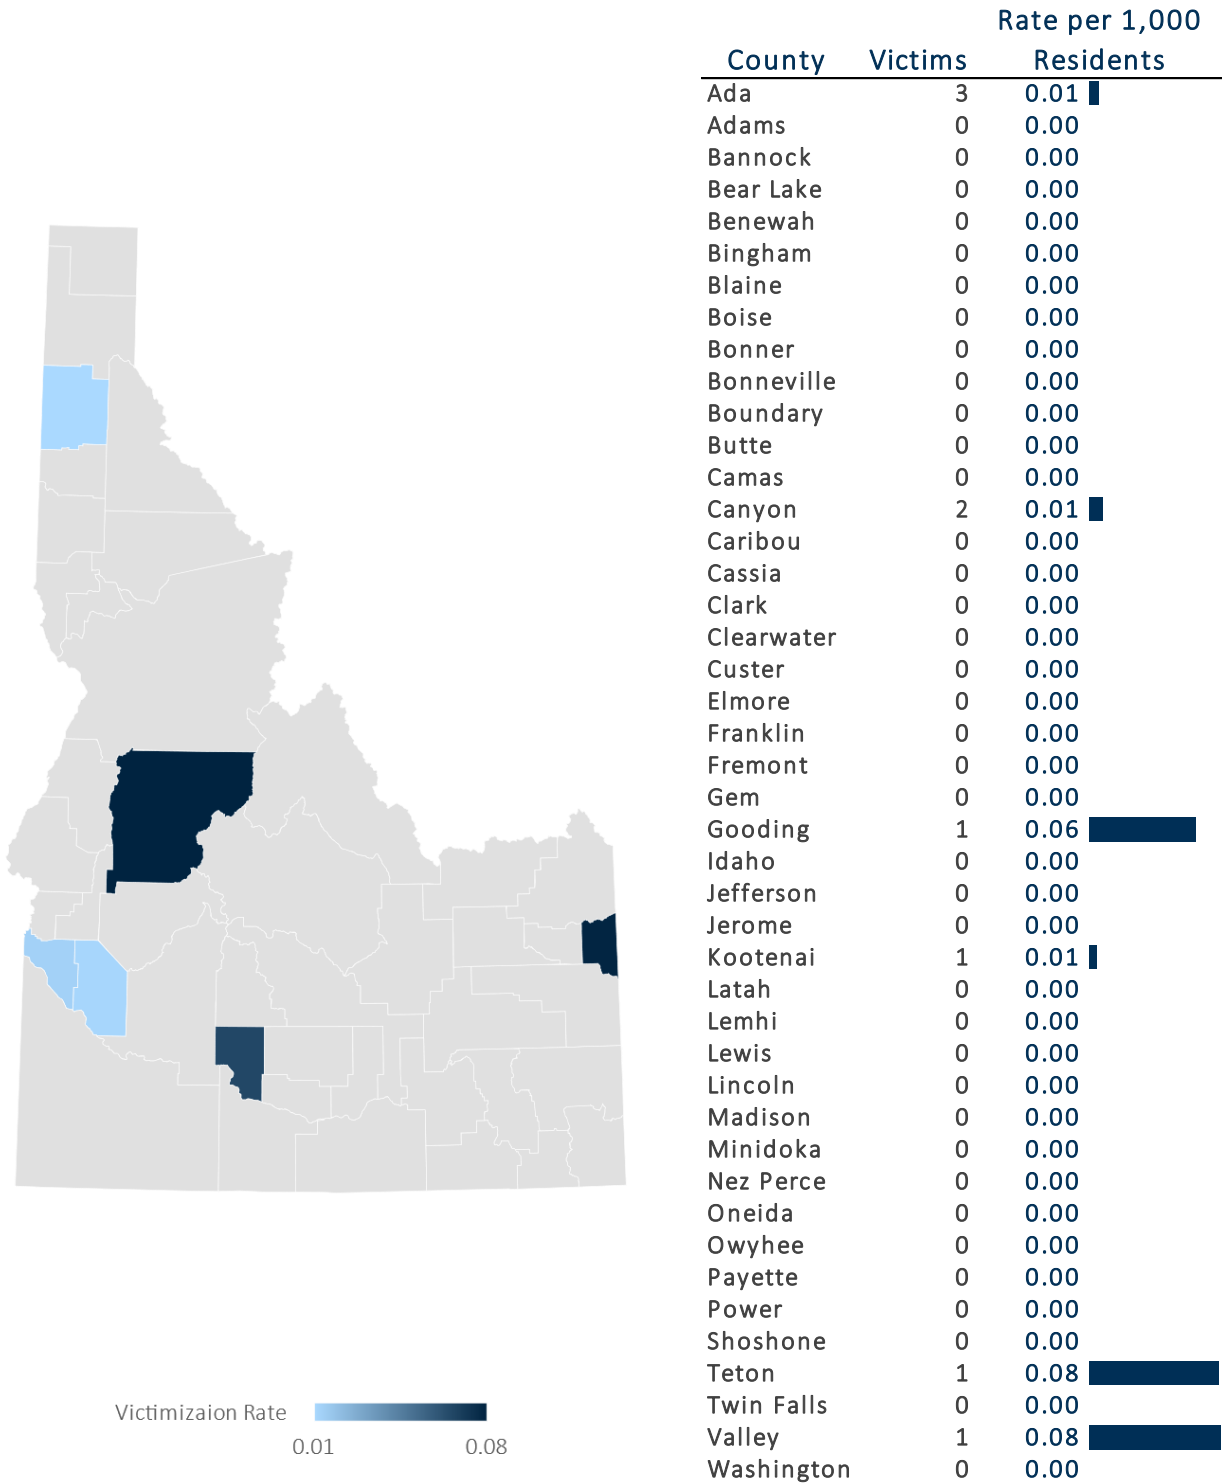 Rate per 1,000
County Victims Residents
Ada 3 0.01
Adams 0 0.00
Bannock 0 0.00
Bear Lake 0 0.00
Benewah 0 0.00
Bingham 0 0.00
Blaine 0 0.00
Boise 0 0.00
Bonner 0 0.00
Bonneville 0 0.00
Boundary 0 0.00
Butte 0 0.00
Camas 0 0.00
Canyon 2 0.01
Caribou 0 0.00
Cassia 0 0.00
Clark 0 0.00
Clearwater 0 0.00
Custer 0 0.00
Elmore 0 0.00
Franklin 0 0.00
Fremont 0 0.00
Gem 0 0.00
Gooding 1 0.06
Idaho 0 0.00
Jefferson 0 0.00
Jerome 0 0.00
Kootenai 1 0.01
Latah 0 0.00
Lemhi 0 0.00
Lewis 0 0.00
Lincoln 0 0.00
Madison 0 0.00
Minidoka 0 0.00
Nez Perce 0 0.00
Oneida 0 0.00
Owyhee 0 0.00
Payette 0 0.00
Power 0 0.00
Shoshone 0 0.00
Teton 1 0.08
Twin Falls 0 0.00
Valley 1 0.08
Washington 0 0.00
Victimizaion Rate
0.01 0.08